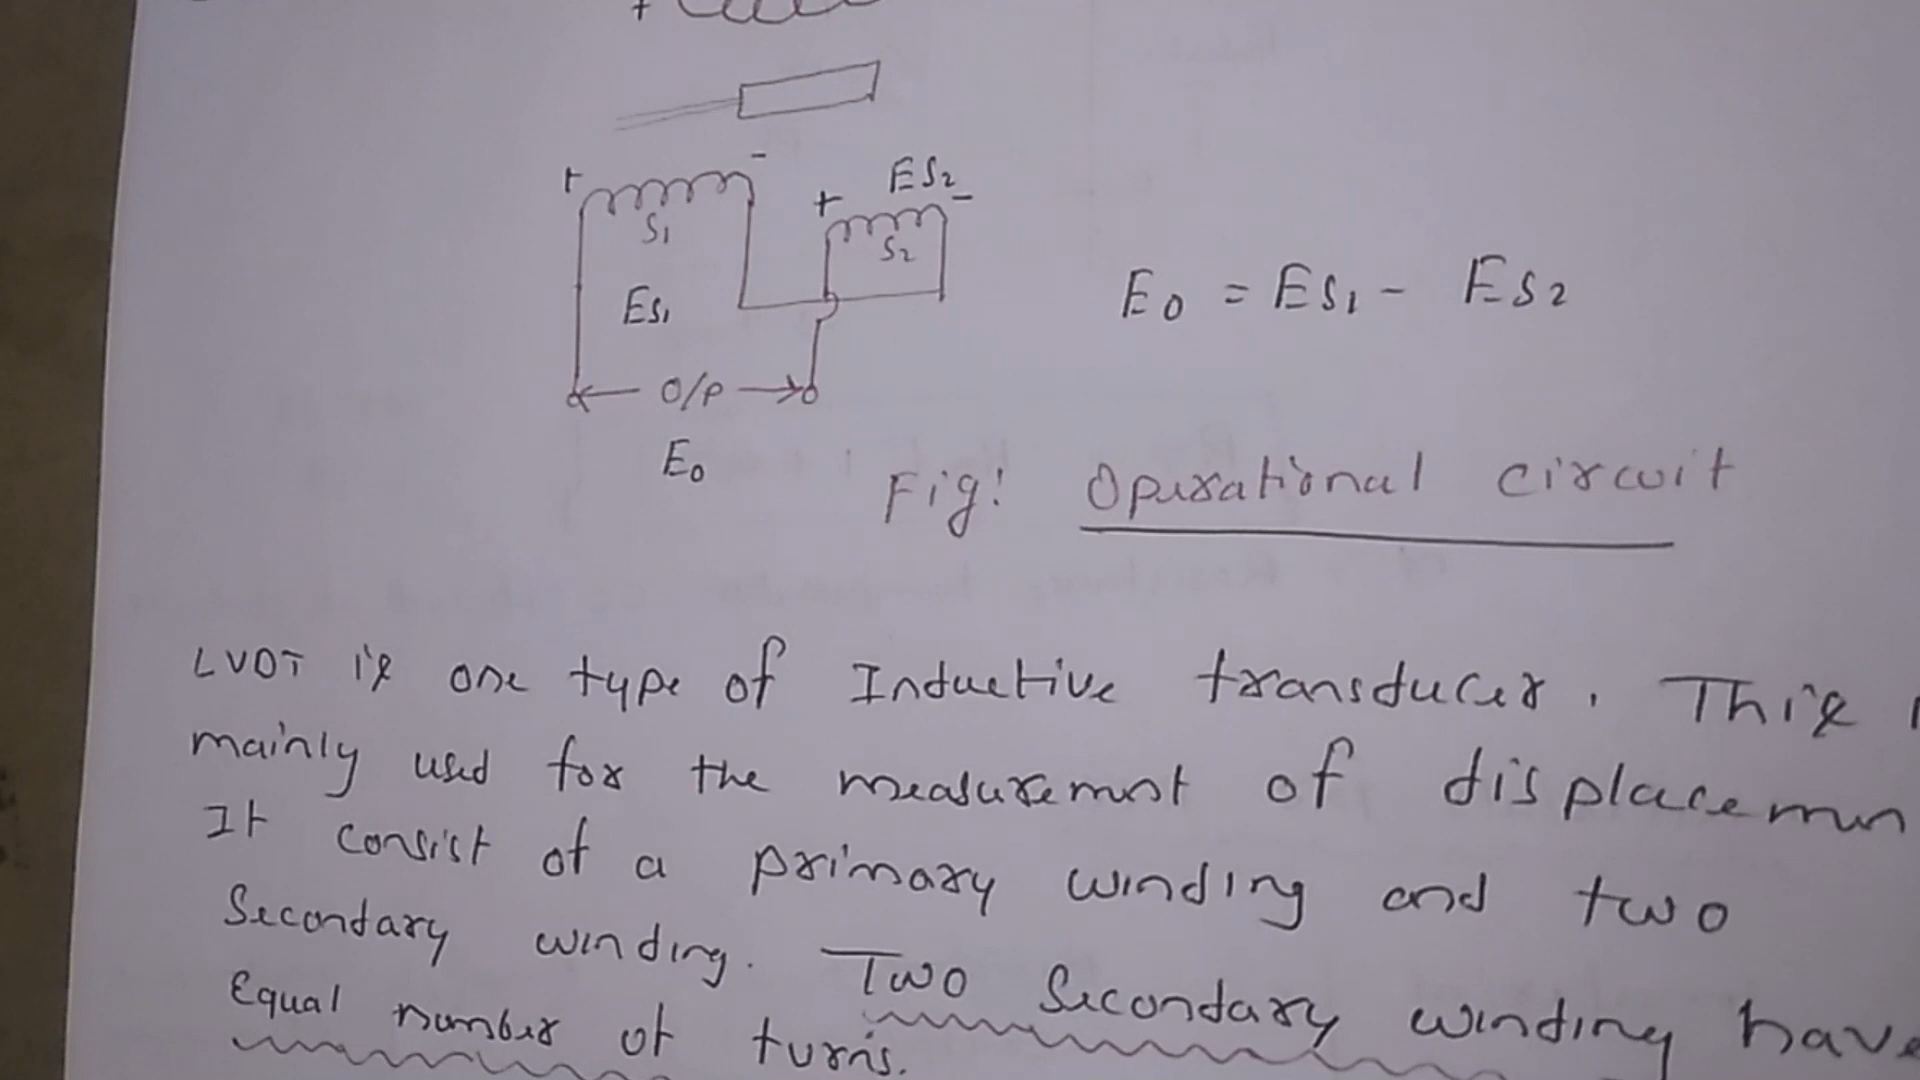 +
+ -
S1
ES1
+ ES2 -
S2
E0 = ES1 - ES2
O/P
E0
Fig: Operational circuit
LVDT is one type of Inductive transducer. This
mainly used for the measurement of displacemen
It consist of a primary winding and two
Secondary winding. Two Secondary winding have
Equal number of turns.